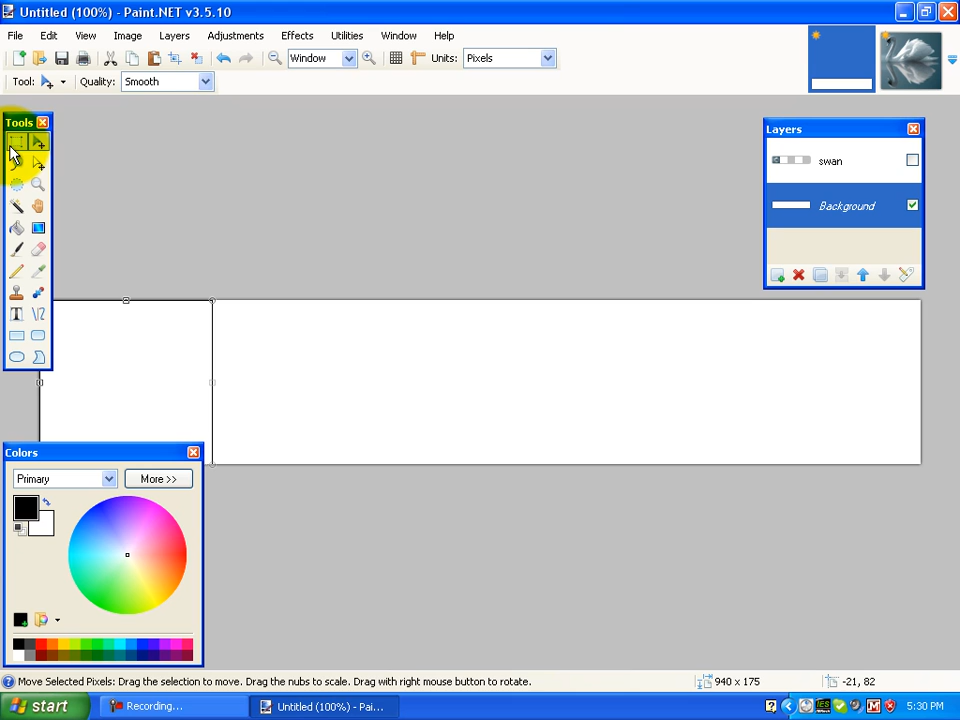 Untitled (100%) - Paint.NET v3.5.10
File Edit View Image Layers Adjustments Effects Utilities Window Help
Window Units: Pixels
Tool: Quality: Smooth
Tools
Layers
swan
Background
Colors
Primary More >>
Move Selected Pixels: Drag the selection to move. Drag the nubs to scale. Drag with right mouse button to rotate. 940 x 175 -21, 82
start Recording... Untitled (100%) - Pai... 5:30 PM